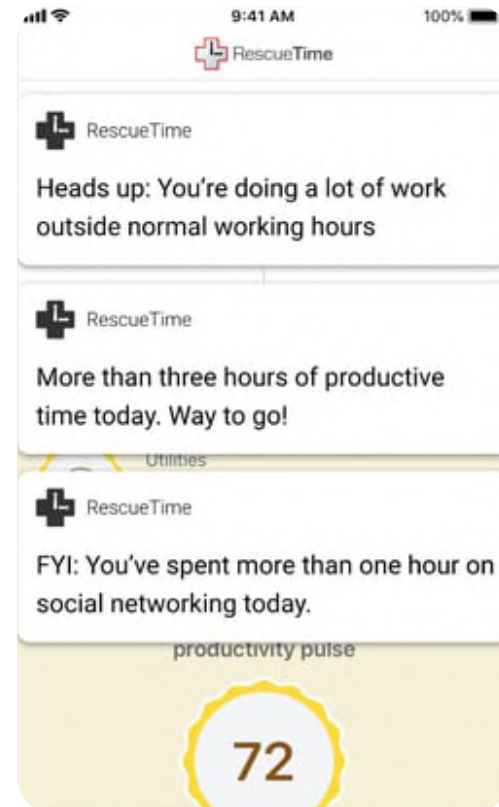 9:41 AM
100%
RescueTime
RescueTime
Heads up: You're doing a lot of work
outside normal working hours
RescueTime
More than three hours of productive
time today. Way to go!
Utilities
RescueTime
FYI: You've spent more than one hour on
social networking today.
productivity pulse
72